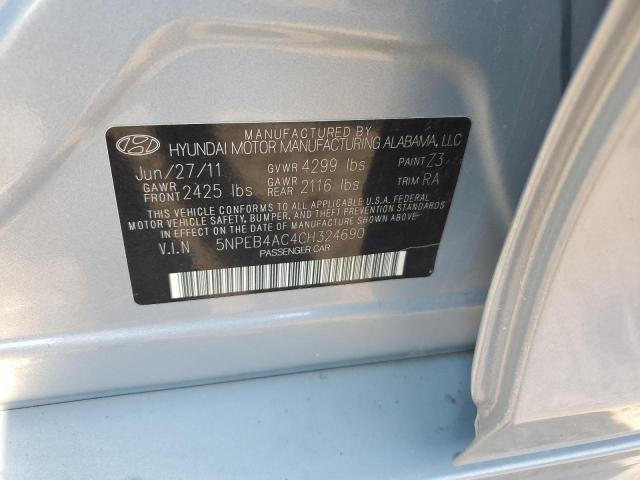 MANUFACTURED BY
HYUNDAI MOTOR MANUFACTURING ALABAMA, LLC
Jun/27/11 GVWR 4299 lbs PAINT Z3
GAWR FRONT 2425 lbs GAWR REAR 2116 lbs TRIM RA
THIS VEHICLE CONFORMS TO ALL APPLICABLE U.S.A. FEDERAL
MOTOR VEHICLE SAFETY, BUMPER, AND THEFT PREVENTION STANDARDS
IN EFFECT ON THE DATE OF MANUFACTURE SHOWN ABOVE.
V.I.N 5NPEB4AC4CH324690
PASSENGER CAR